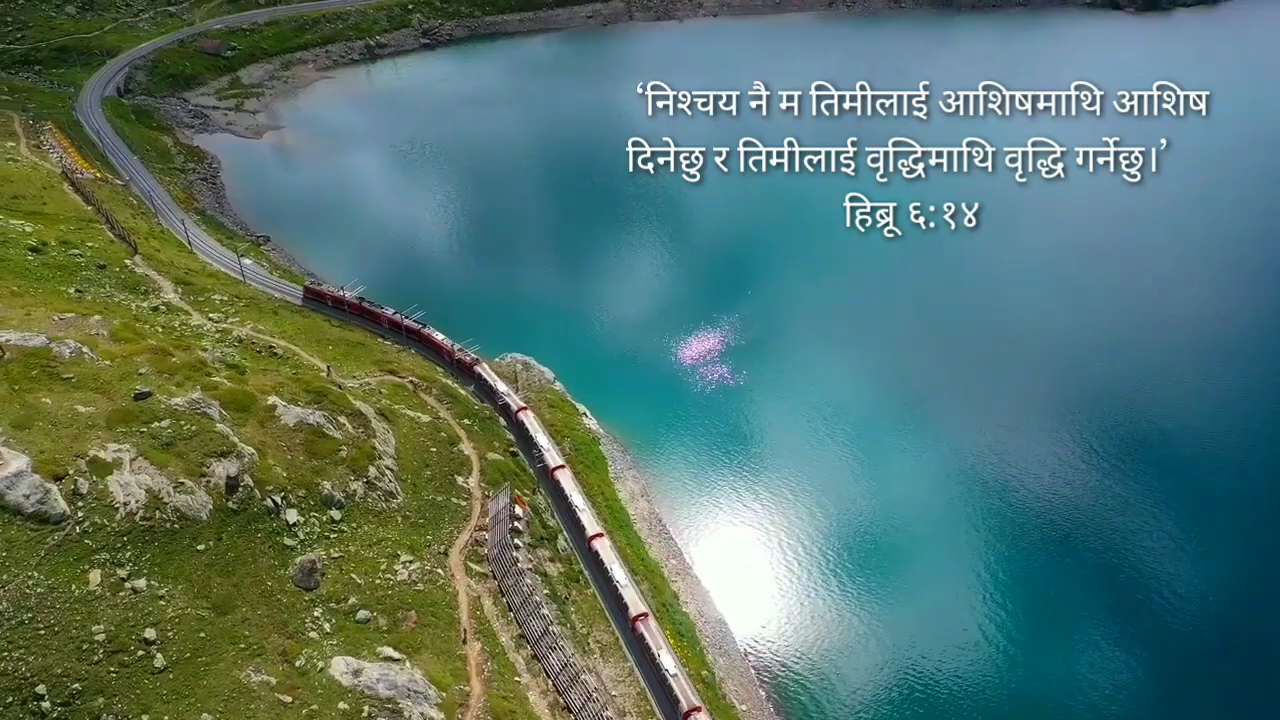 ‘निश्चय नै म तिमीलाई आशिषमाथि आशिष
दिनेछु र तिमीलाई वृद्धिमाथि वृद्धि गर्नेछु।’
हिब्रू ६:१४